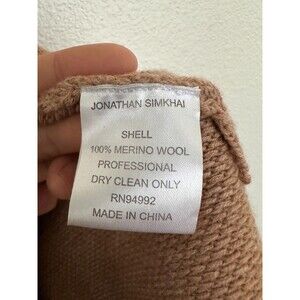 JONATHAN SIMKHAI
SHELL
100% MERINO WOOL
PROFESSIONAL
DRY CLEAN ONLY
RN94992
MADE IN CHINA